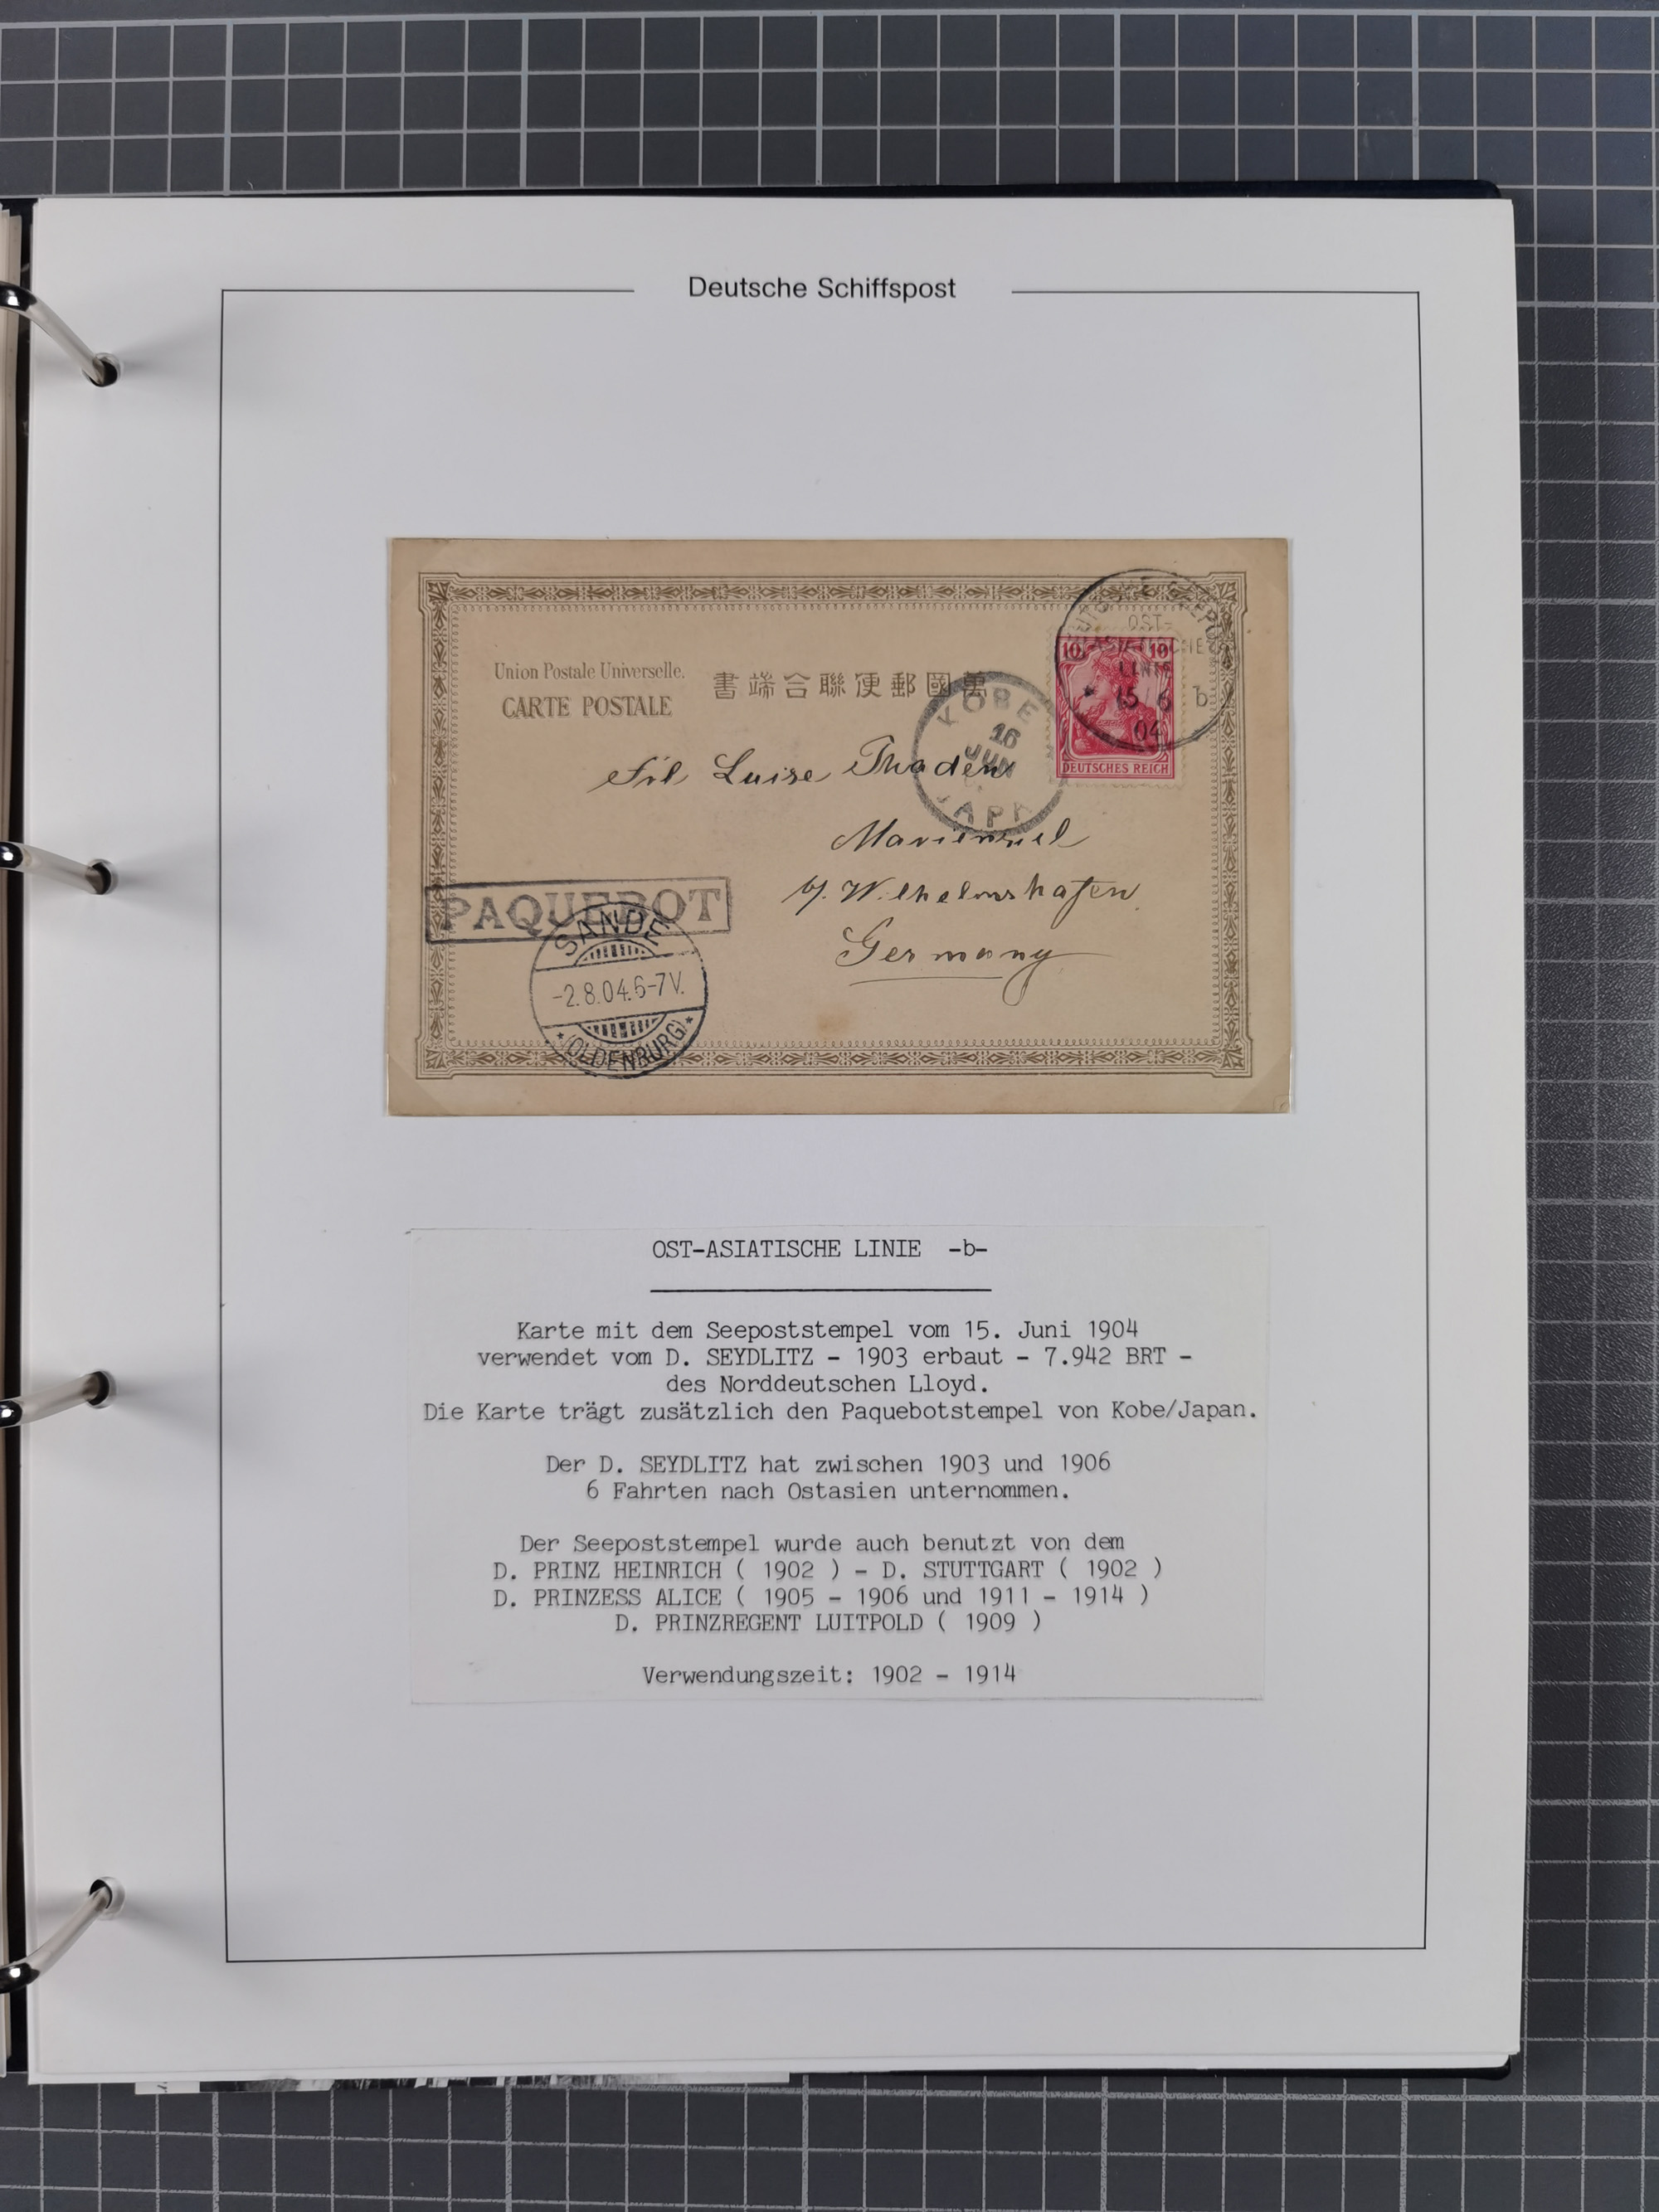 Deutsche Schiffspost
DEUTSCHE SEEPOST
OST-
ASIATISCHE
LINIE
* 15/6 b
04
10 10
DEUTSCHES REICH
Union Postale Universelle.
書端合聯便郵國萬
CARTE POSTALE
KOBE
16
JUN
JAPA
Frl Luise Thaden
Mariensiel
b/. Wilhelmshafen
Germany
PAQUEBOT
SANDE
-2.8.04.6-7V.
*(OLDENBURG)*
OST-ASIATISCHE LINIE -b-
Karte mit dem Seepoststempel vom 15. Juni 1904
verwendet vom D. SEYDLITZ - 1903 erbaut - 7.942 BRT -
des Norddeutschen Lloyd.
Die Karte trägt zusätzlich den Paquebotstempel von Kobe/Japan.
Der D. SEYDLITZ hat zwischen 1903 und 1906
6 Fahrten nach Ostasien unternommen.
Der Seepoststempel wurde auch benutzt von dem
D. PRINZ HEINRICH ( 1902 ) - D. STUTTGART ( 1902 )
D. PRINZESS ALICE ( 1905 - 1906 und 1911 - 1914 )
D. PRINZREGENT LUITPOLD ( 1909 )
Verwendungszeit: 1902 - 1914